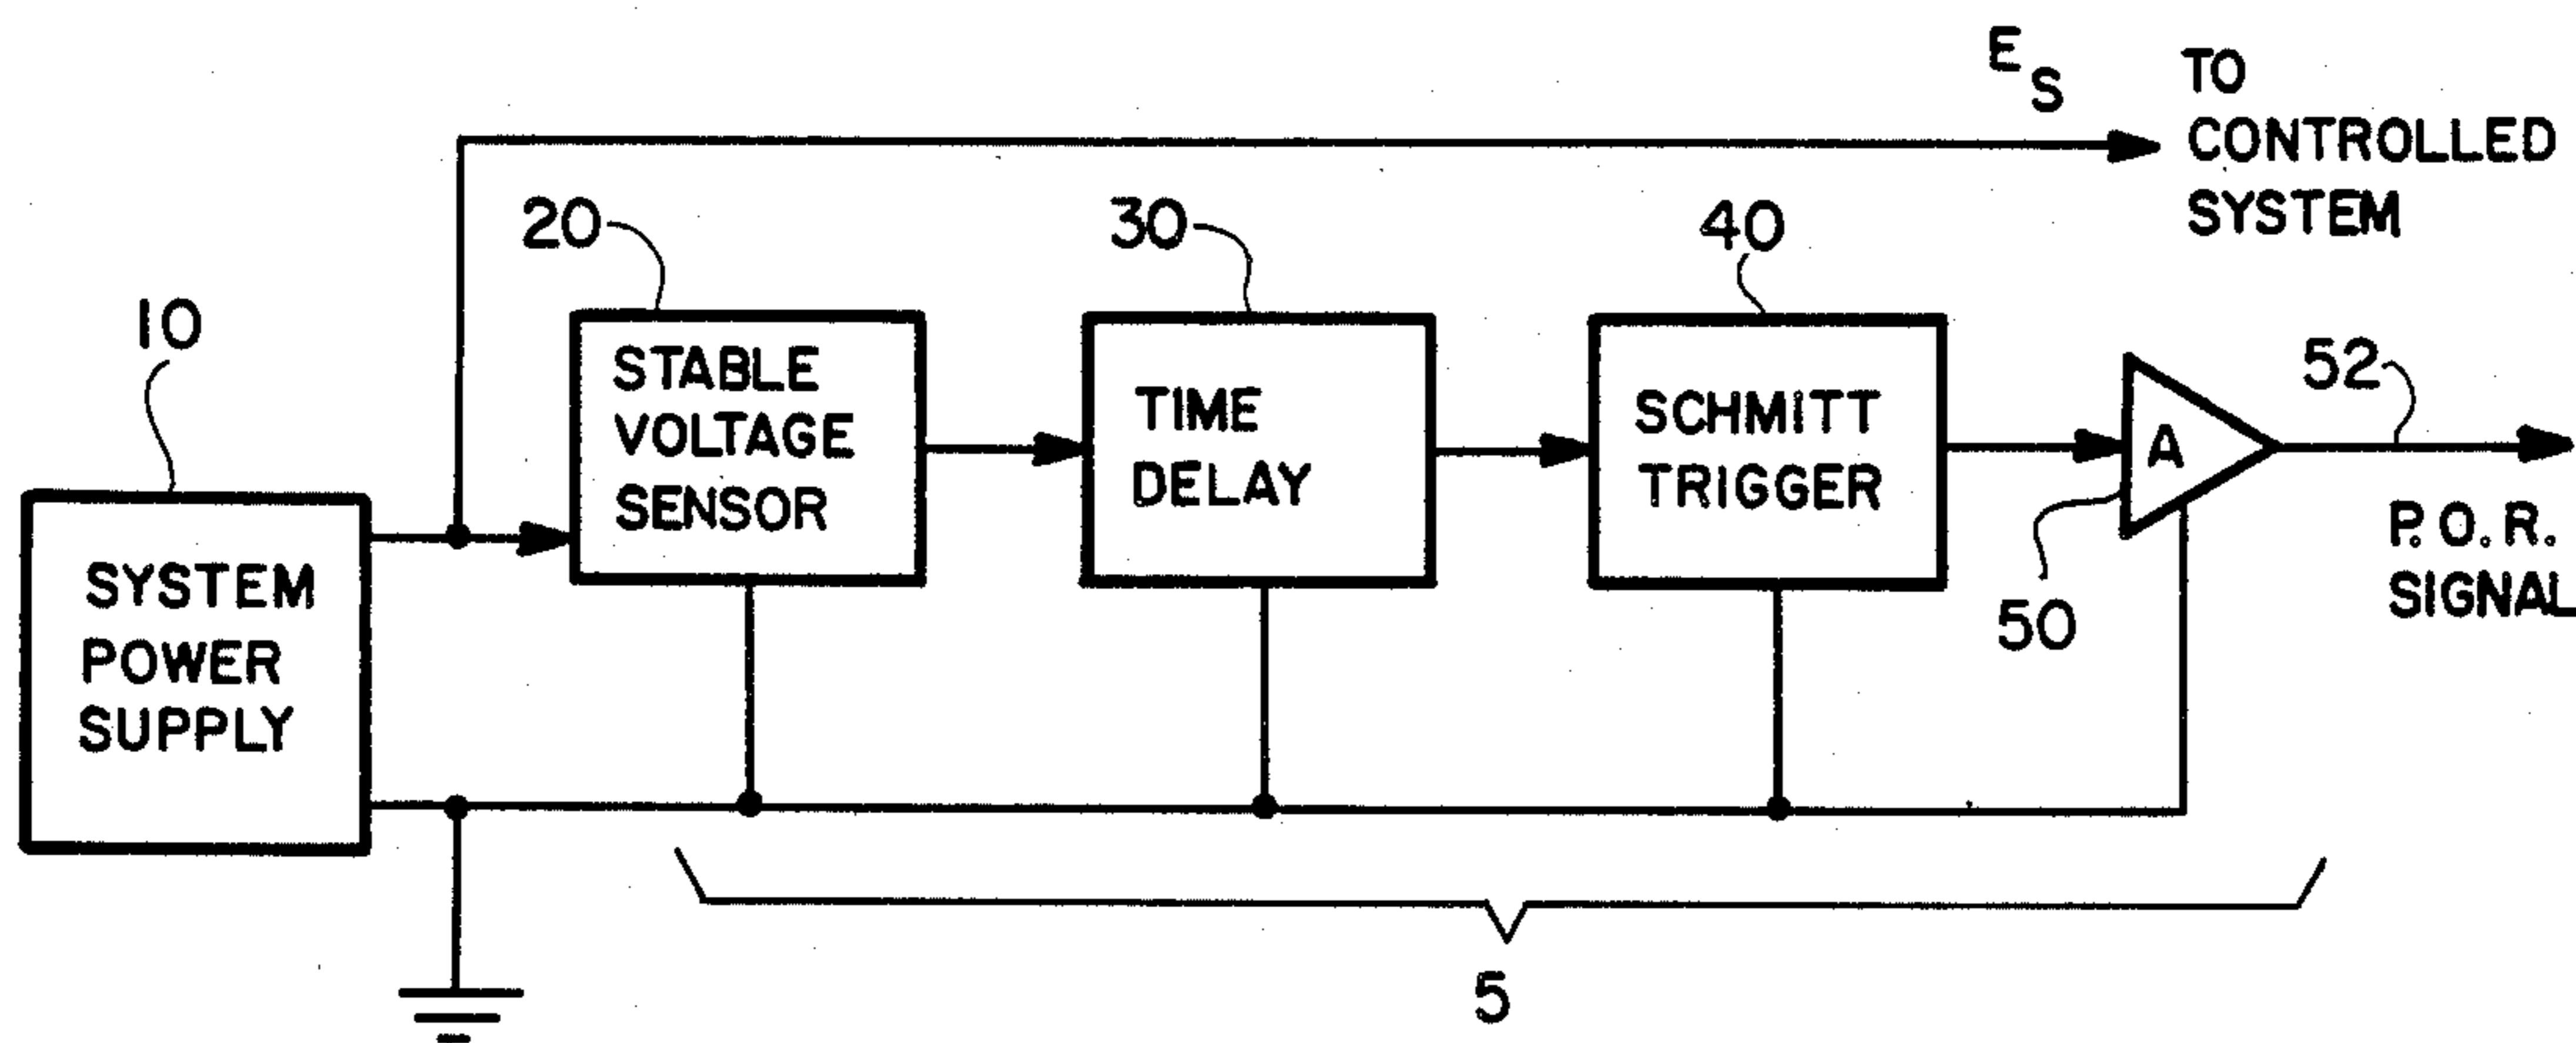 E S
TO
CONTROLLED
SYSTEM
10
20
30
40
52
SYSTEM
POWER
SUPPLY
STABLE
VOLTAGE
SENSOR
TIME
DELAY
SCHMITT
TRIGGER
A
50
P.O.R.
SIGNAL
5